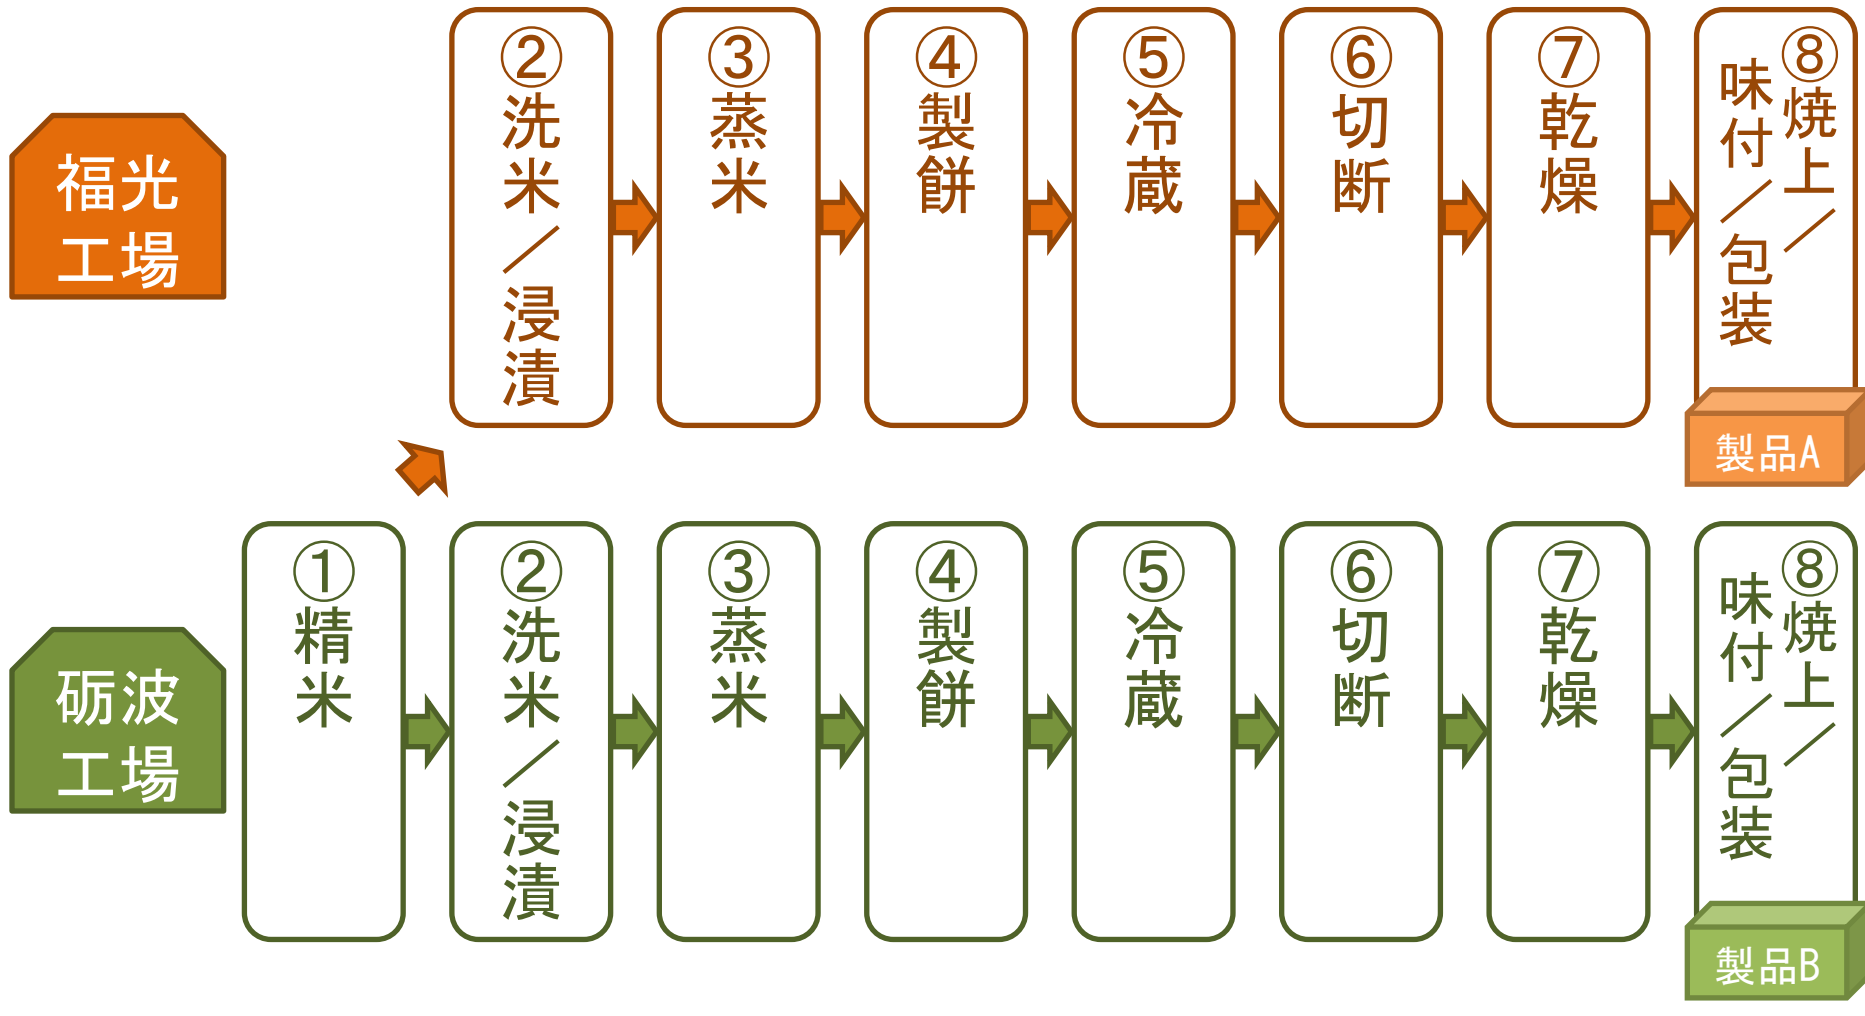 福光
工場
②洗米／浸漬
③蒸米
④製餅
⑤冷蔵
⑥切断
⑦乾燥
⑧焼上／
味付／包装
製品A
砺波
工場
①精米
②洗米／浸漬
③蒸米
④製餅
⑤冷蔵
⑥切断
⑦乾燥
⑧焼上／
味付／包装
製品B